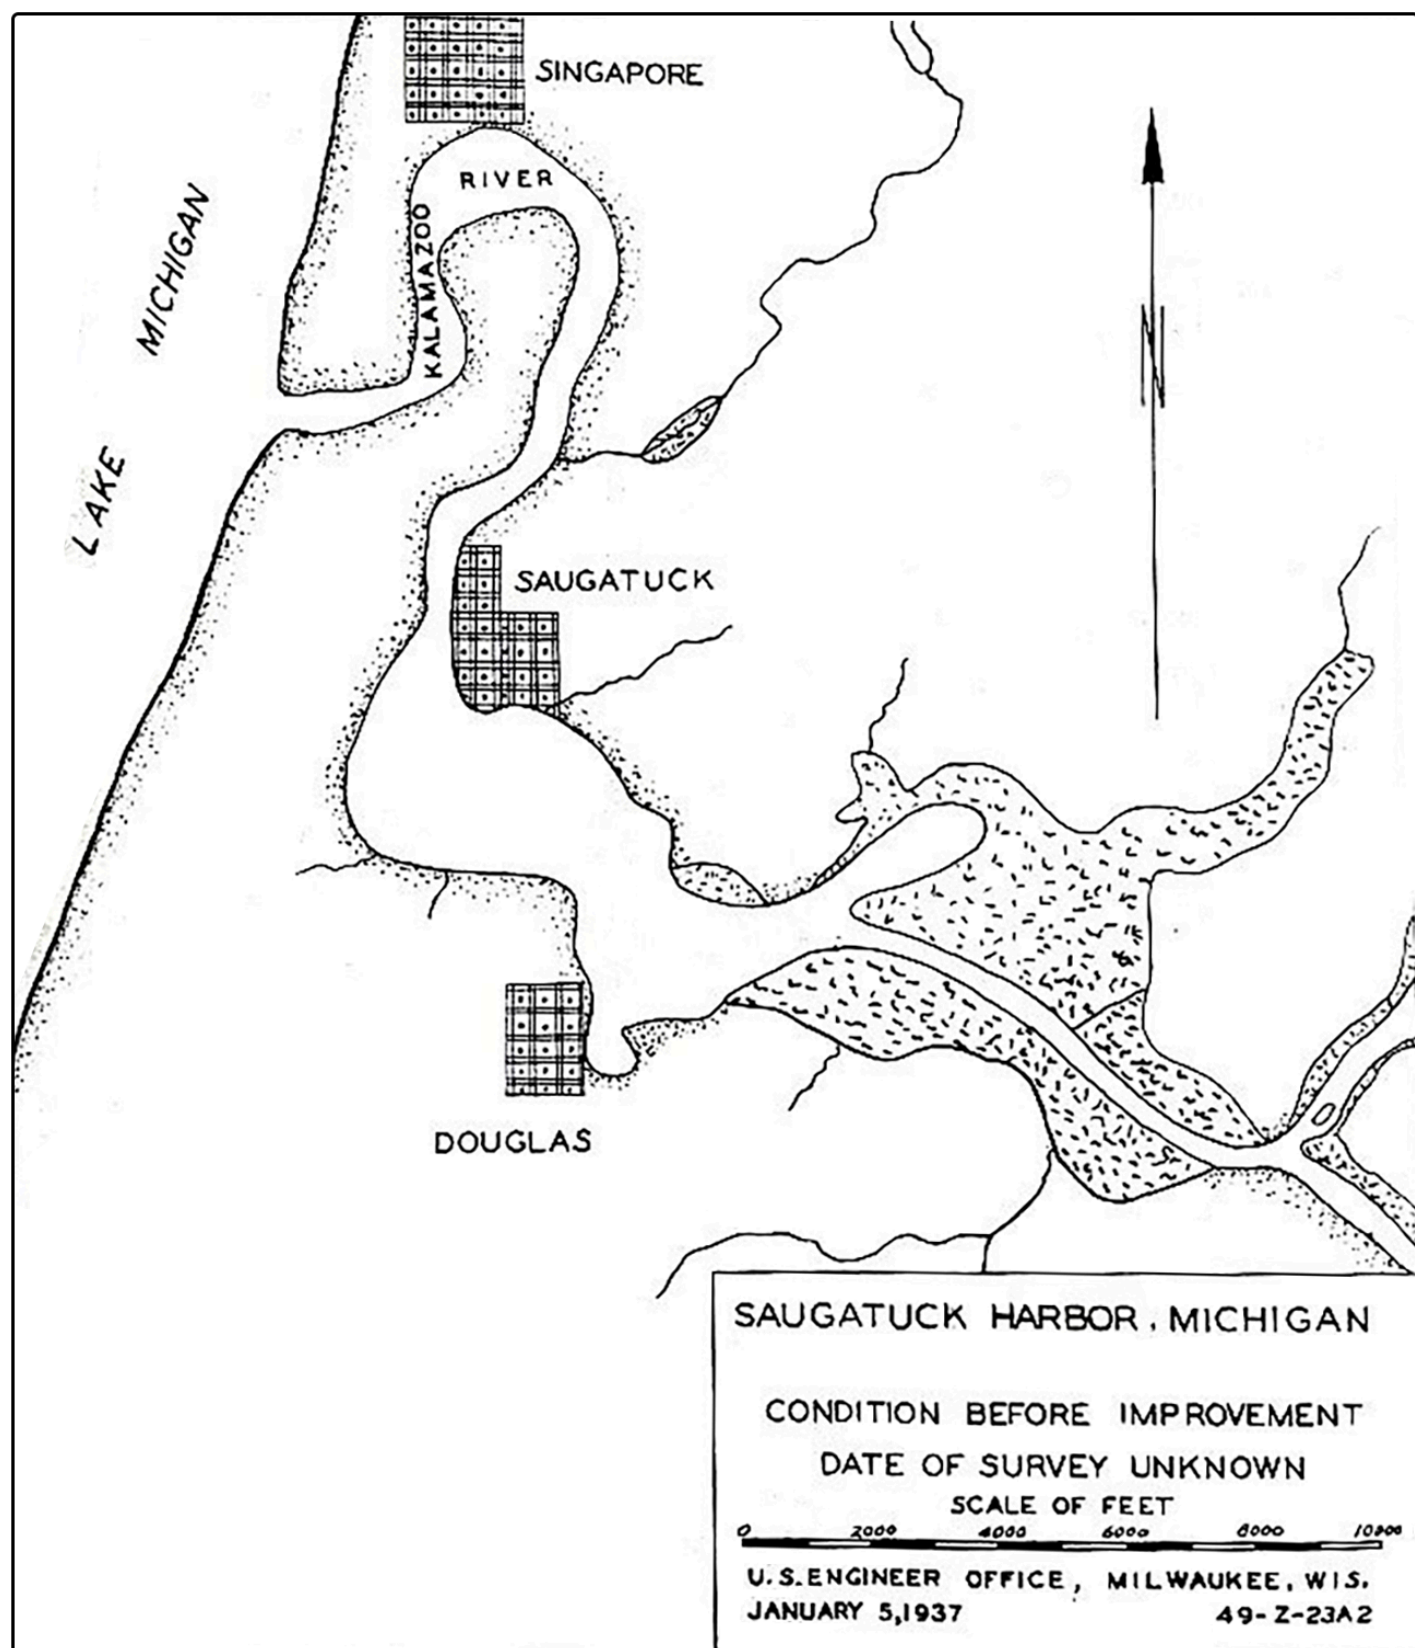 SINGAPORE
RIVER
KALAMAZOO
LAKE MICHIGAN
N
SAUGATUCK
DOUGLAS
SAUGATUCK HARBOR, MICHIGAN
CONDITION BEFORE IMPROVEMENT
DATE OF SURVEY UNKNOWN
SCALE OF FEET
0 2000 4000 6000 8000 10000
U.S. ENGINEER OFFICE, MILWAUKEE, WIS.
JANUARY 5, 1937 49-Z-23A2